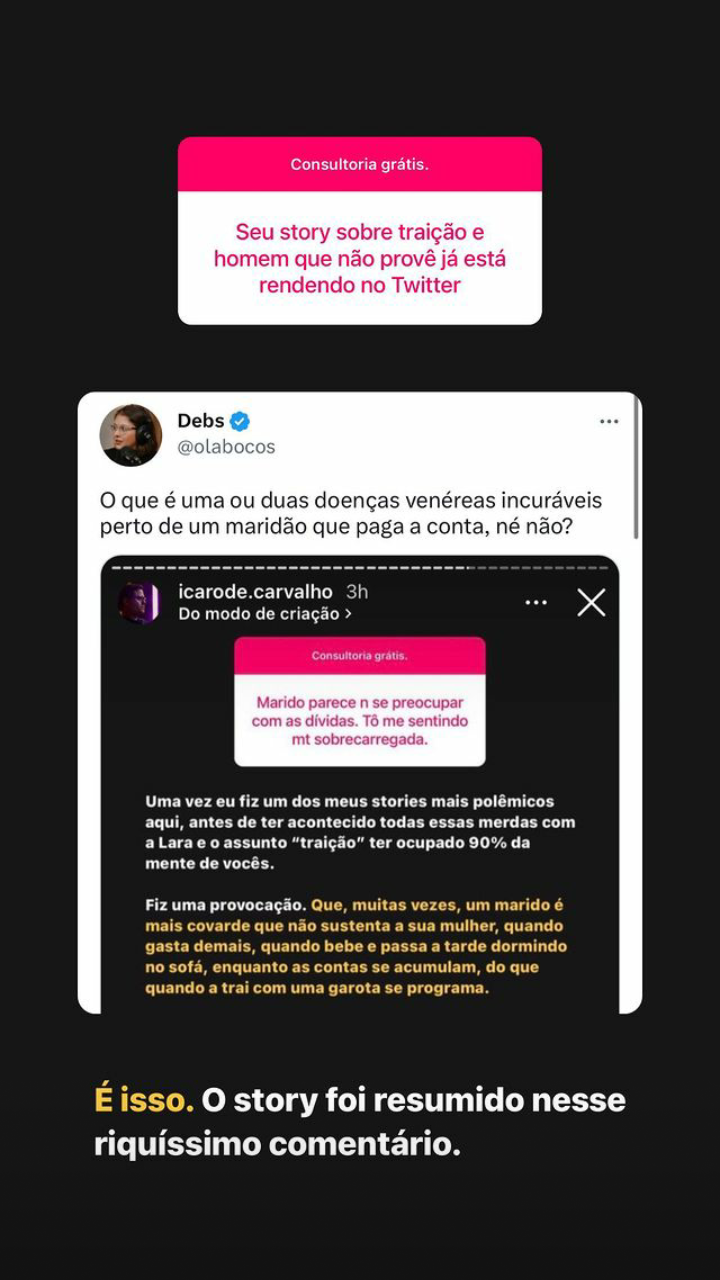 Consultoria grátis.
Seu story sobre traição e
homem que não provê já está
rendendo no Twitter
Debs
@olabocos
O que é uma ou duas doenças venéreas incuráveis
perto de um maridão que paga a conta, né não?
icarode.carvalho 3h
Do modo de criação >
Consultoria grátis.
Marido parece n se preocupar
com as dívidas. Tô me sentindo
mt sobrecarregada.
Uma vez eu fiz um dos meus stories mais polêmicos
aqui, antes de ter acontecido todas essas merdas com
a Lara e o assunto “traição” ter ocupado 90% da
mente de vocês.
Fiz uma provocação. Que, muitas vezes, um marido é
mais covarde que não sustenta a sua mulher, quando
gasta demais, quando bebe e passa a tarde dormindo
no sofá, enquanto as contas se acumulam, do que
quando a trai com uma garota se programa.
É isso. O story foi resumido nesse
riquíssimo comentário.